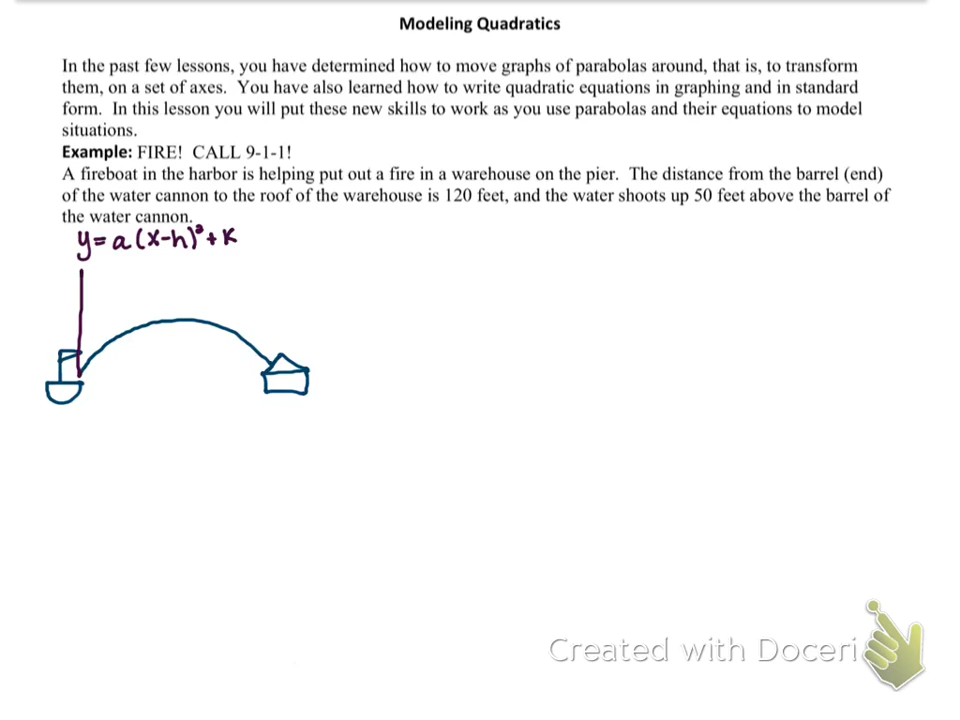 Modeling Quadratics
In the past few lessons, you have determined how to move graphs of parabolas around, that is, to transform
them, on a set of axes.  You have also learned how to write quadratic equations in graphing and in standard
form.  In this lesson you will put these new skills to work as you use parabolas and their equations to model
situations.
Example: FIRE!  CALL 9-1-1!
A fireboat in the harbor is helping put out a fire in a warehouse on the pier.  The distance from the barrel (end)
of the water cannon to the roof of the warehouse is 120 feet, and the water shoots up 50 feet above the barrel of
the water cannon.
y=a(x-h)²+k
Created with Doceri